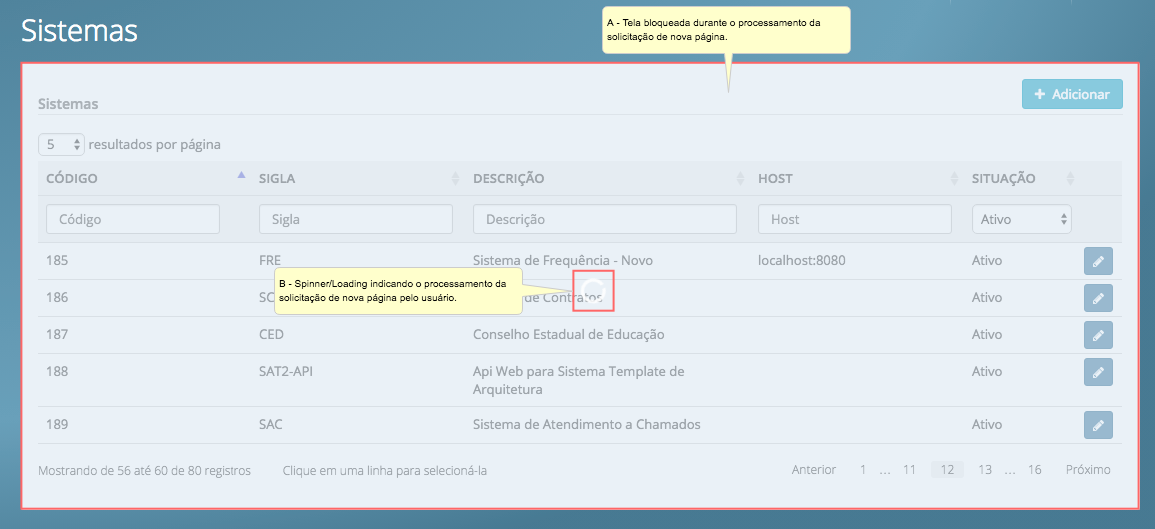 Sistemas
A - Tela bloqueada durante o processamento da
solicitação de nova página.
Sistemas
+ Adicionar
5 resultados por página
CÓDIGO SIGLA DESCRIÇÃO HOST SITUAÇÃO
Código Sigla Descrição Host Ativo
185 FRE Sistema de Frequência - Novo localhost:8080 Ativo
B - Spinner/Loading indicando o processamento da
solicitação de nova página pelo usuário.
186 de Contratos Ativo
187 CED Conselho Estadual de Educação Ativo
188 SAT2-API Api Web para Sistema Template de Ativo
Arquitetura
189 SAC Sistema de Atendimento a Chamados Ativo
Mostrando de 56 até 60 de 80 registros Clique em uma linha para selecioná-la Anterior 1 ... 11 12 13 ... 16 Próximo